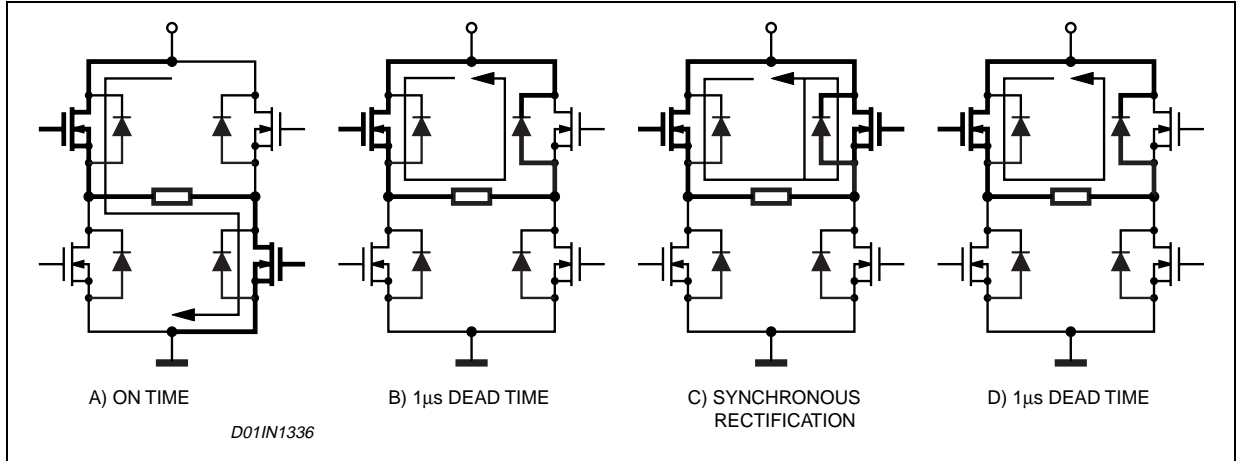 A) ON TIME
B) 1μs DEAD TIME
C) SYNCHRONOUS
RECTIFICATION
D) 1μs DEAD TIME
D01IN1336